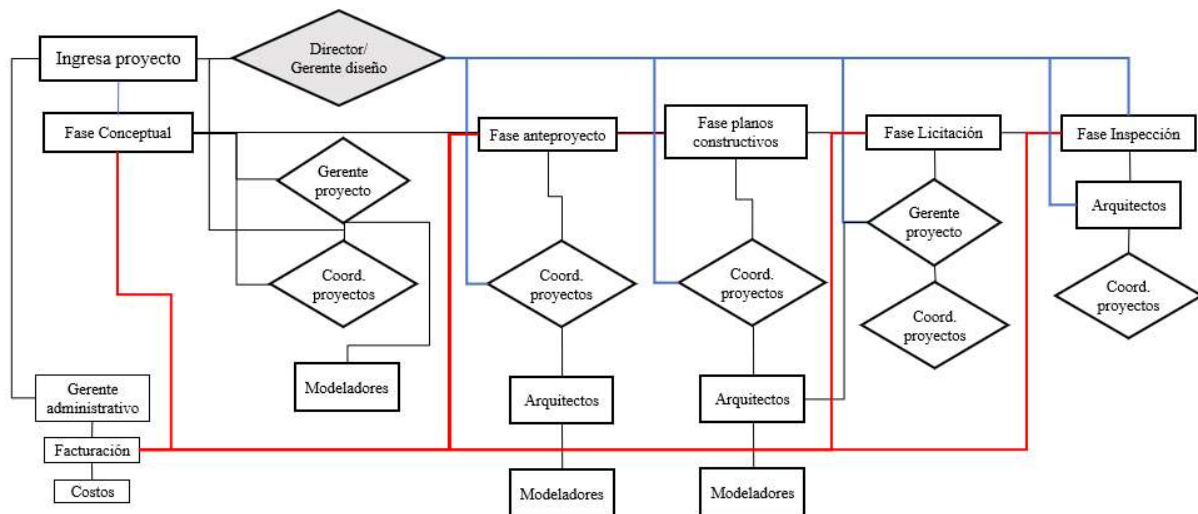 Ingresa proyecto
Director/
Gerente diseño
Fase Conceptual
Fase anteproyecto
Fase planos
constructivos
Fase Licitación
Fase Inspección
Gerente
proyecto
Coord.
proyectos
Modeladores
Coord.
proyectos
Arquitectos
Modeladores
Coord.
proyectos
Arquitectos
Modeladores
Gerente
proyecto
Coord.
proyectos
Arquitectos
Coord.
proyectos
Gerente
administrativo
Facturación
Costos